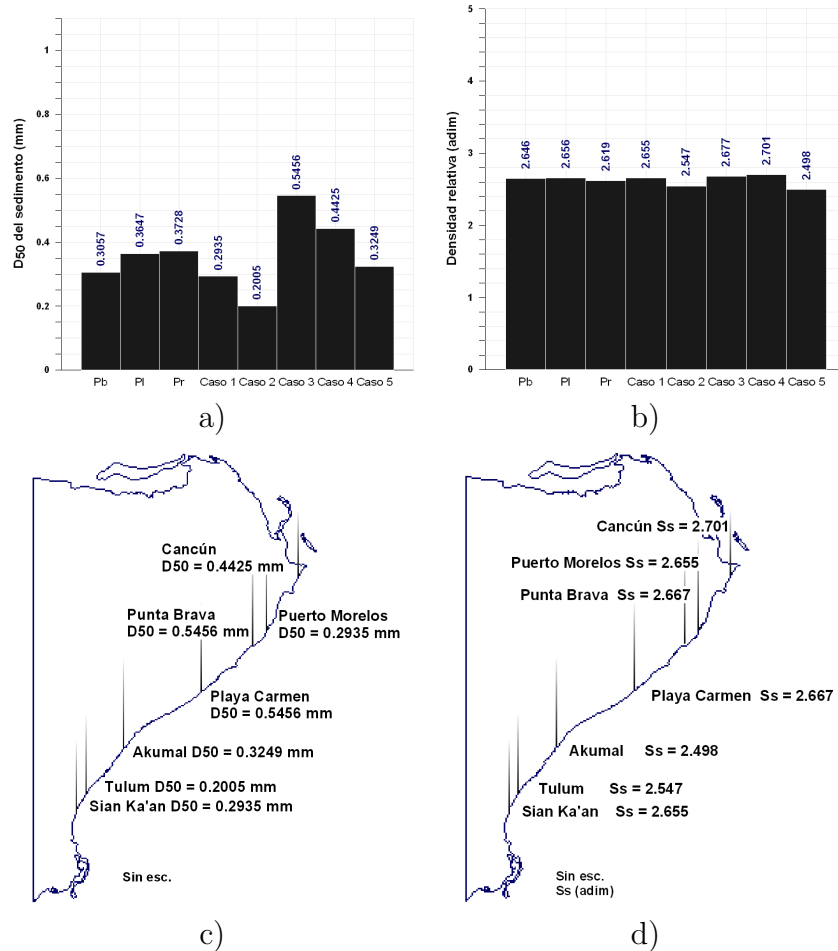 D50 del sedimento (mm)
1
0.8
0.6
0.4
0.2
0
0.3057
0.3647
0.3728
0.2935
0.2005
0.5456
0.4425
0.3249
Pb Pl Pr Caso 1 Caso 2 Caso 3 Caso 4 Caso 5
a)
Densidad relativa (adim)
5
4
3
2
1
0
2.646
2.656
2.619
2.655
2.547
2.677
2.701
2.498
Pb Pl Pr Caso 1 Caso 2 Caso 3 Caso 4 Caso 5
b)
Cancún
D50 = 0.4425 mm
Punta Brava
D50 = 0.5456 mm
Puerto Morelos
D50 = 0.2935 mm
Playa Carmen
D50 = 0.5456 mm
Akumal D50 = 0.3249 mm
Tulum D50 = 0.2005 mm
Sian Ka'an D50 = 0.2935 mm
Sin esc.
c)
Cancún Ss = 2.701
Puerto Morelos Ss = 2.655
Punta Brava Ss = 2.667
Playa Carmen Ss = 2.667
Akumal Ss = 2.498
Tulum Ss = 2.547
Sian Ka'an Ss = 2.655
Sin esc.
Ss (adim)
d)